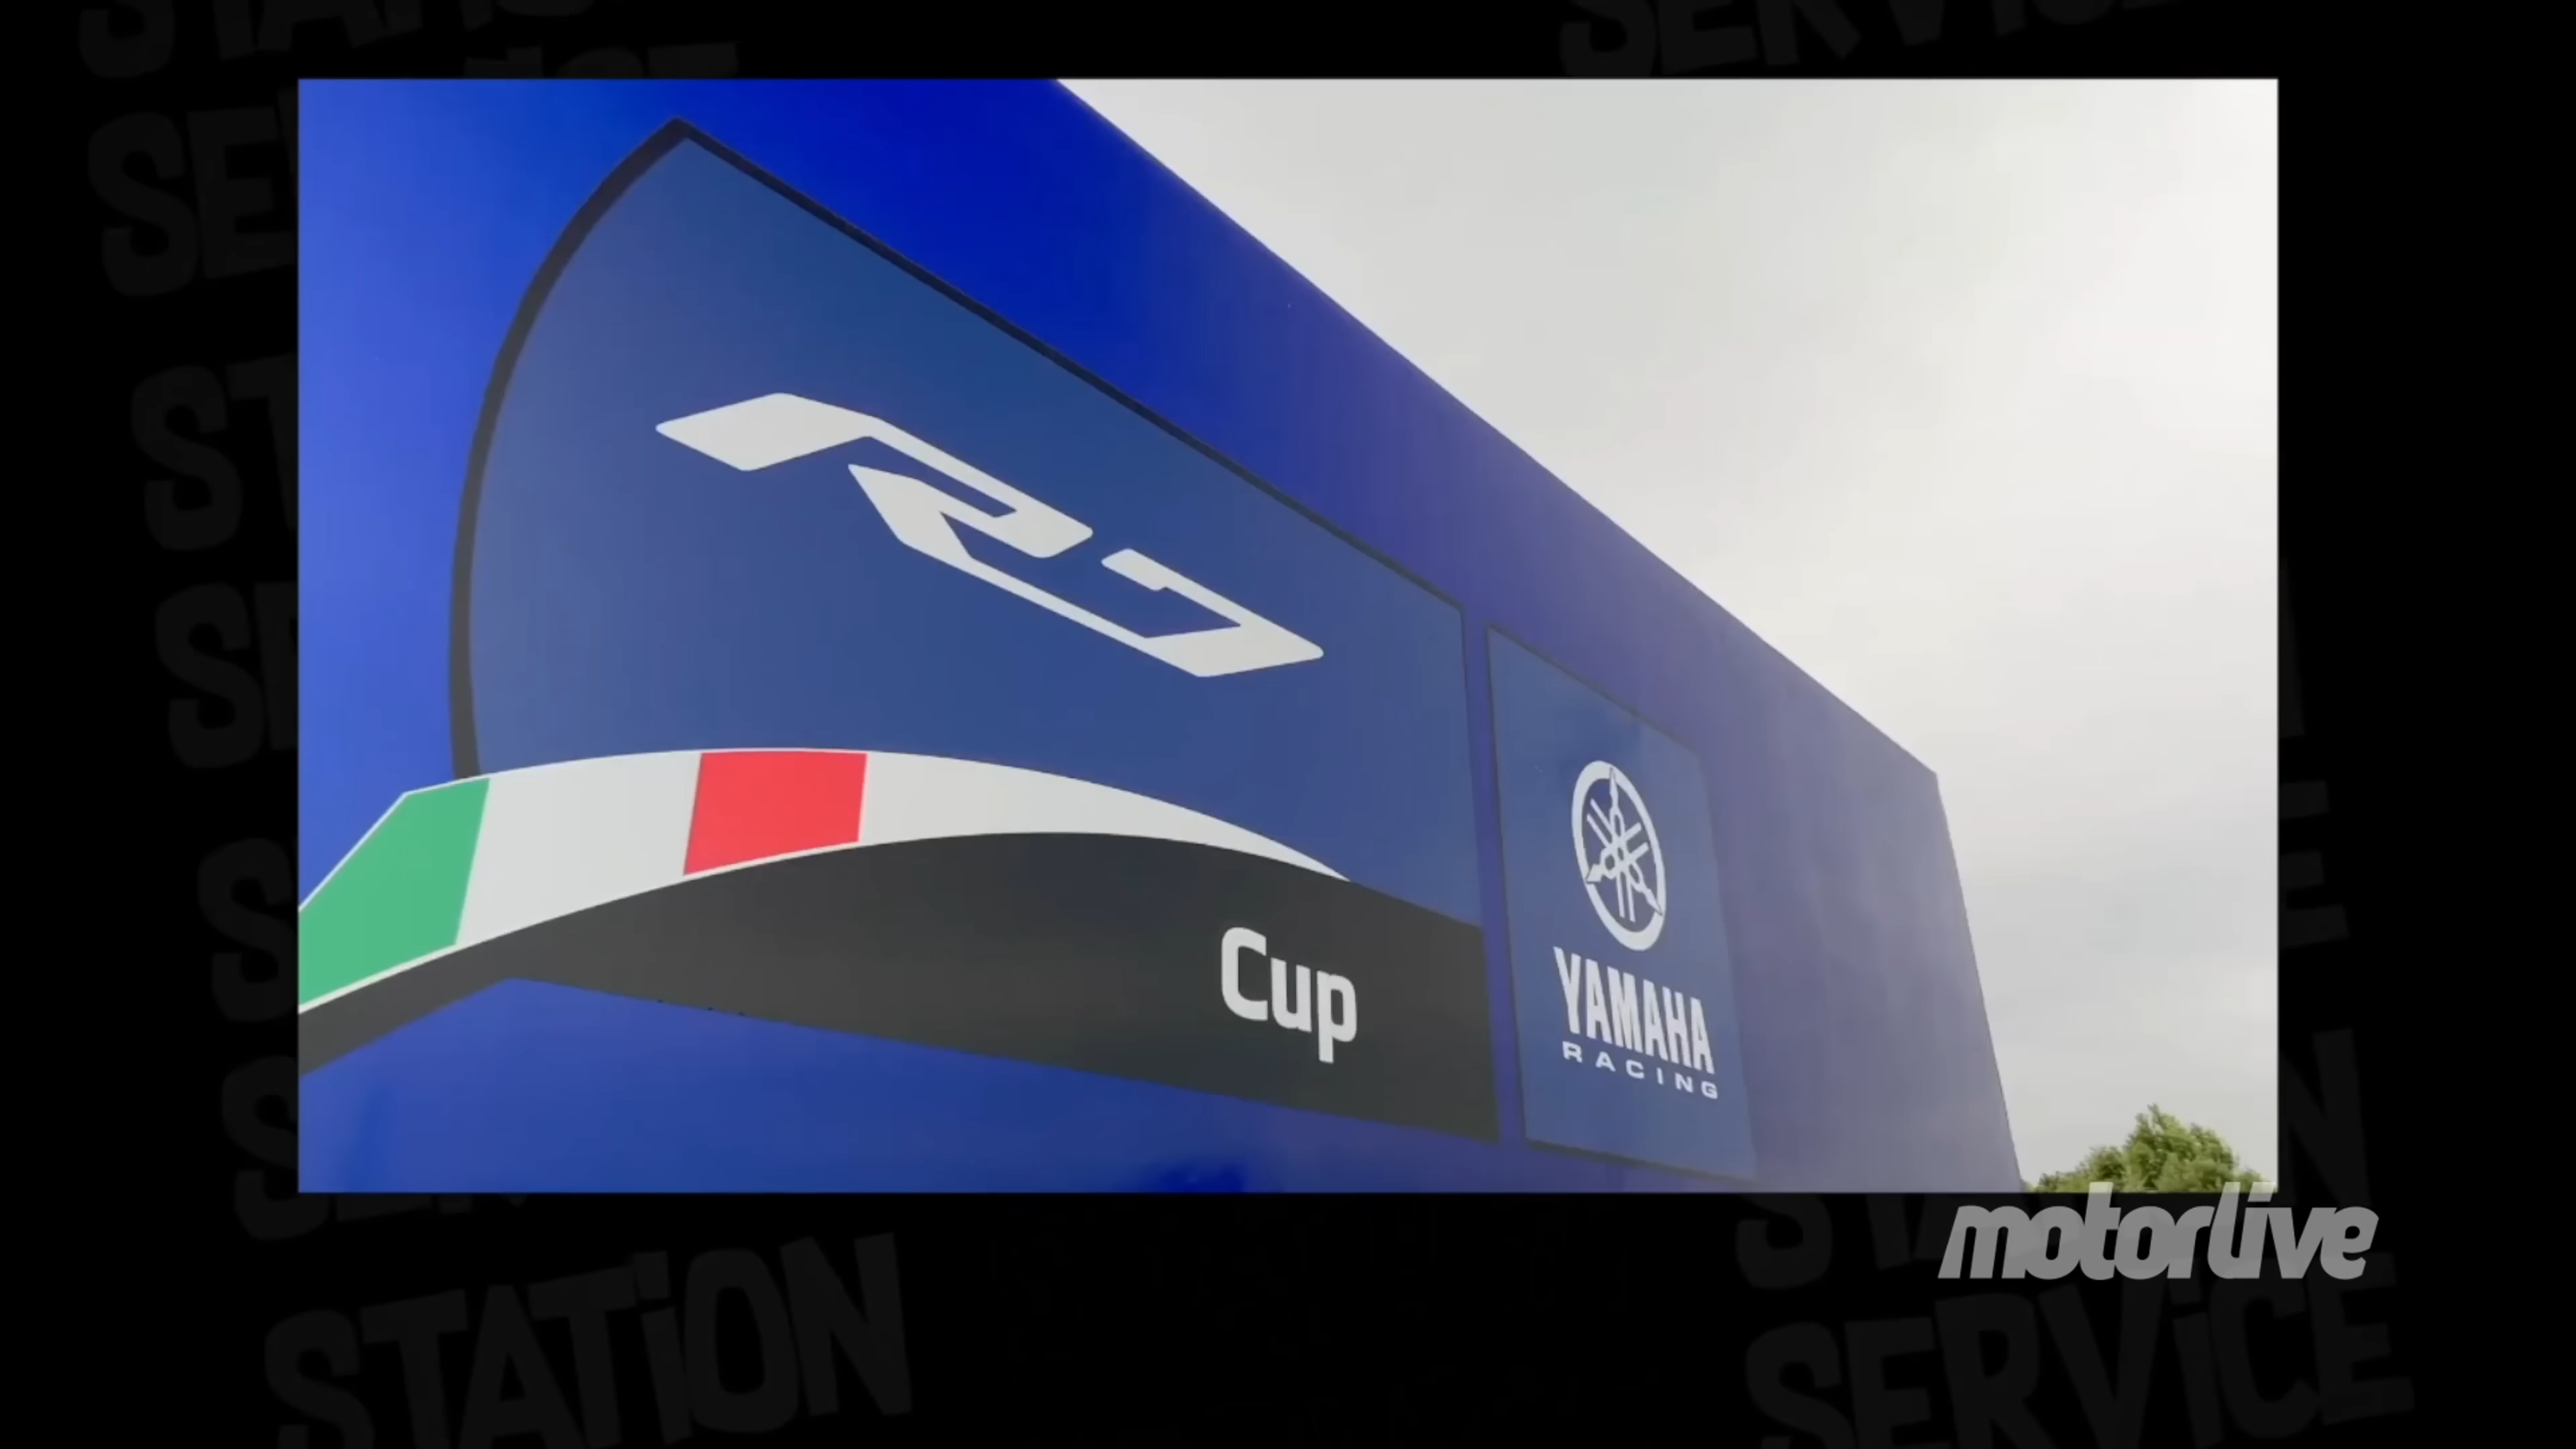 R7
Cup
YAMAHA
RACING
motorlive
STATiON
SERViCE